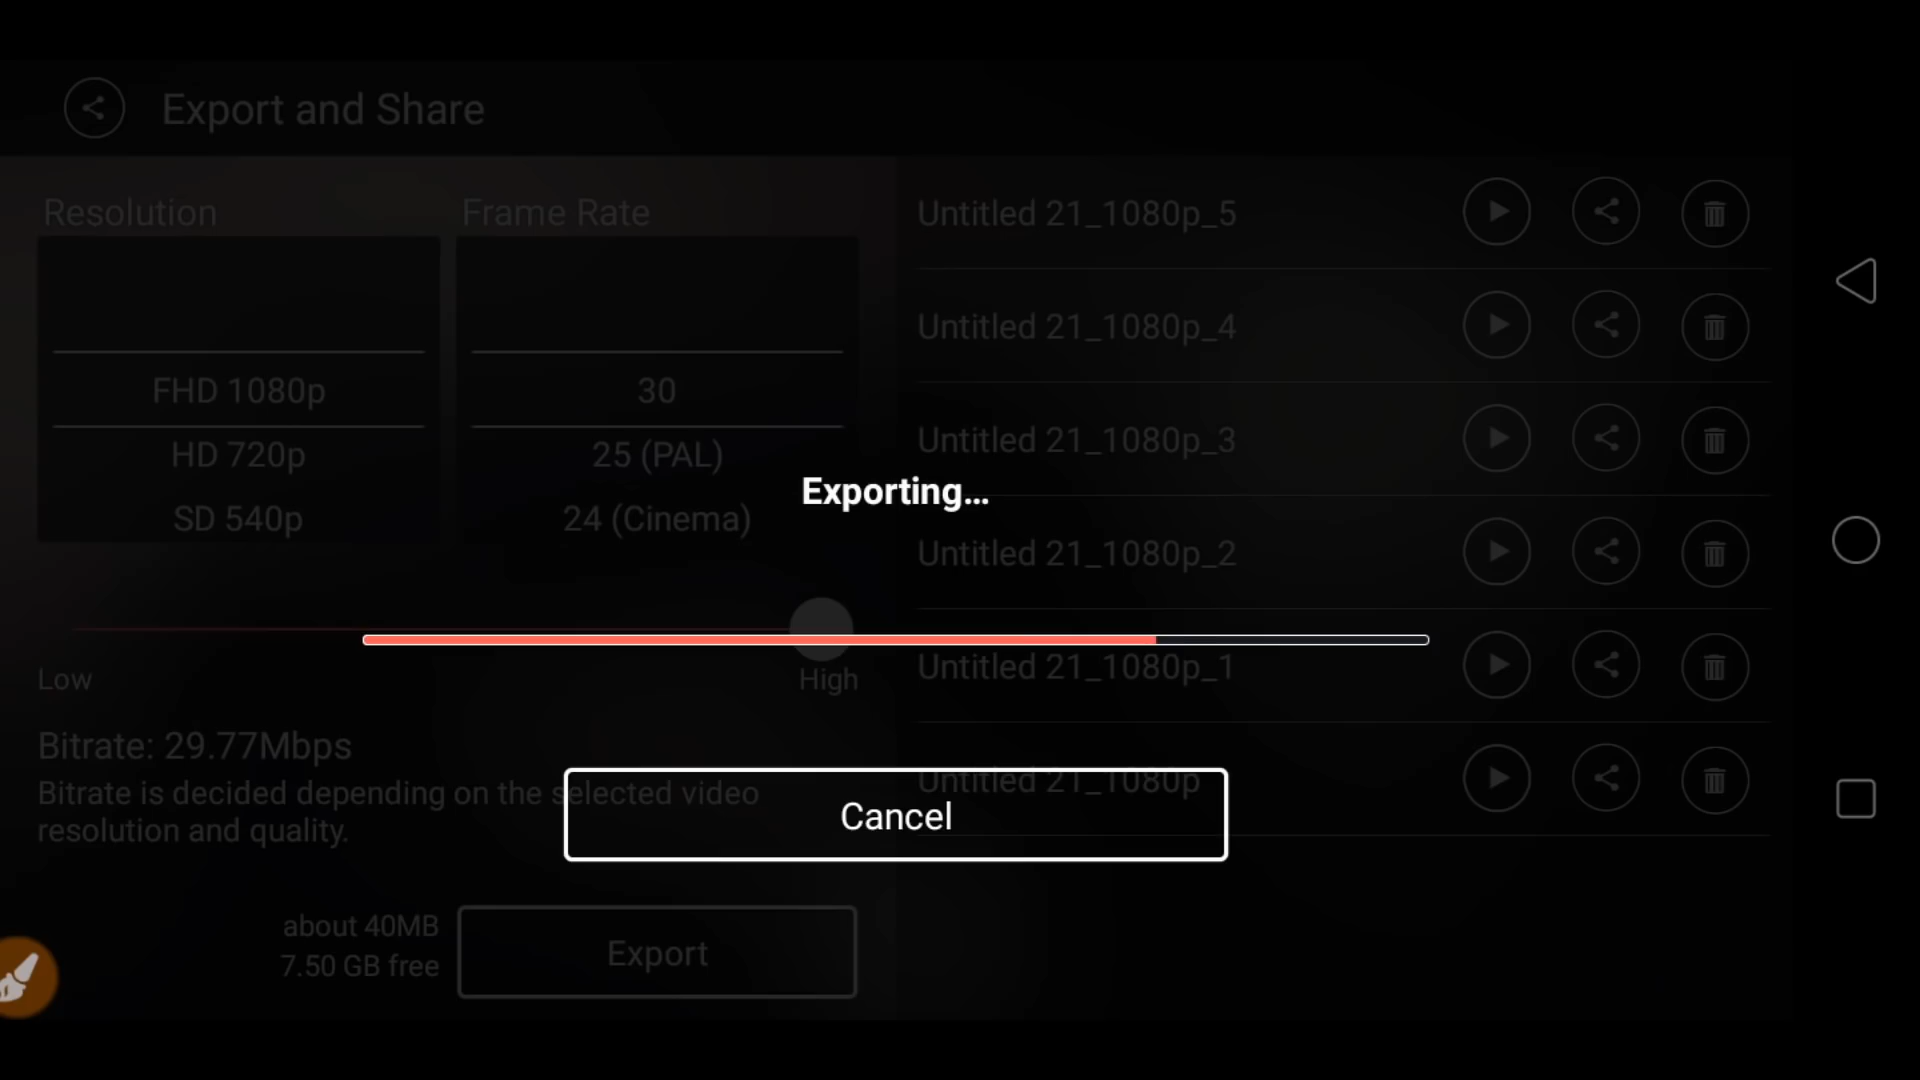 Export and Share
Resolution
Frame Rate
FHD 1080p
HD 720p
SD 540p
30
25 (PAL)
24 (Cinema)
Low
High
Bitrate: 29.77Mbps
Bitrate is decided depending on the selected video
resolution and quality.
about 40MB
7.50 GB free
Export
Untitled 21_1080p_5
Untitled 21_1080p_4
Untitled 21_1080p_3
Untitled 21_1080p_2
Untitled 21_1080p_1
Untitled 21_1080p
Exporting...
Cancel